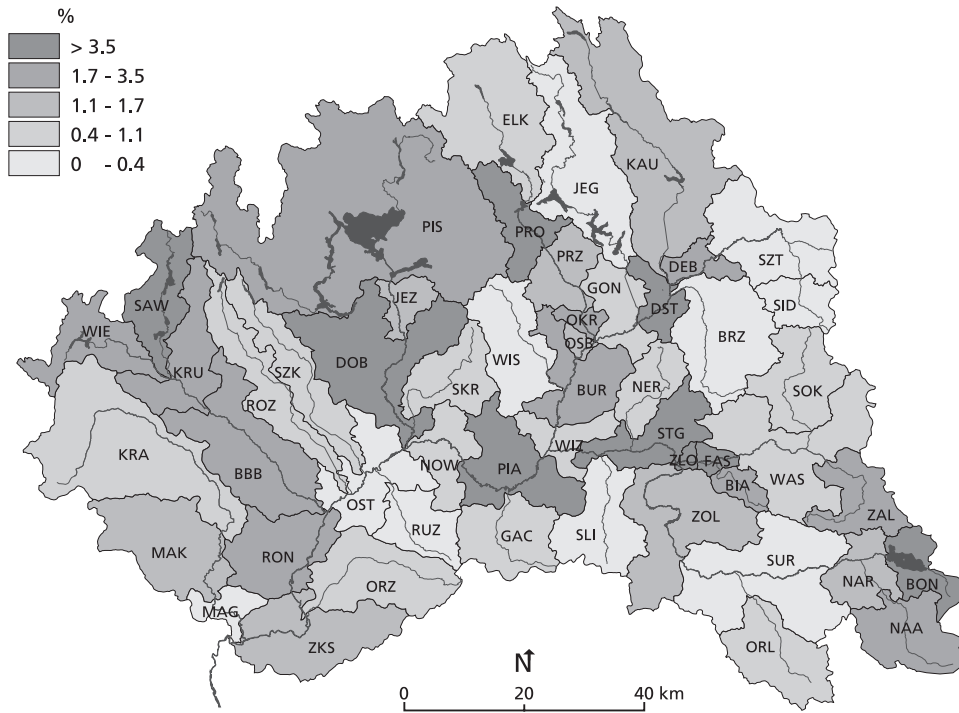 %
> 3.5
1.7 - 3.5
1.1 - 1.7
0.4 - 1.1
0 - 0.4
ELK
KAU
JEG
PIS
PRO
PRZ
DEB
SZT
GON
JEZ
SAW
DST
SID
OKR
WIE
OSB
BRZ
DOB
WIS
KRU
SZK
SKR
BUR
NER
SOK
ROZ
STG
WIZ
KRA
NOW
PIA
ZLO
FAS
BBB
WAS
BIA
OST
ZOL
ZAL
RUZ
GAC
SLI
MAK
RON
SUR
NAR
BON
ORZ
MAG
NAA
ZKS
ORL
N
0 20 40 km